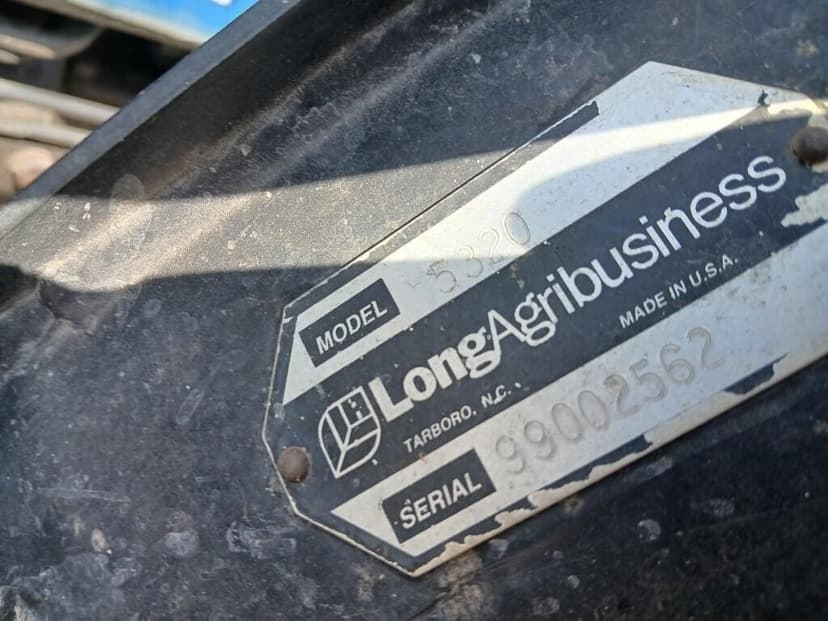 MODEL 5320
LongAgribusiness
TARBORO, N.C. MADE IN U.S.A.
SERIAL 99002562